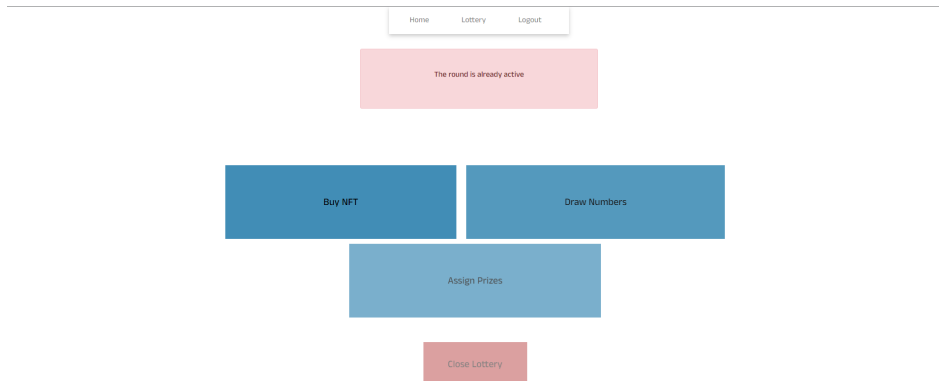 Home Lottery Logout
The round is already active
Buy NFT Draw Numbers
Assign Prizes
Close Lottery